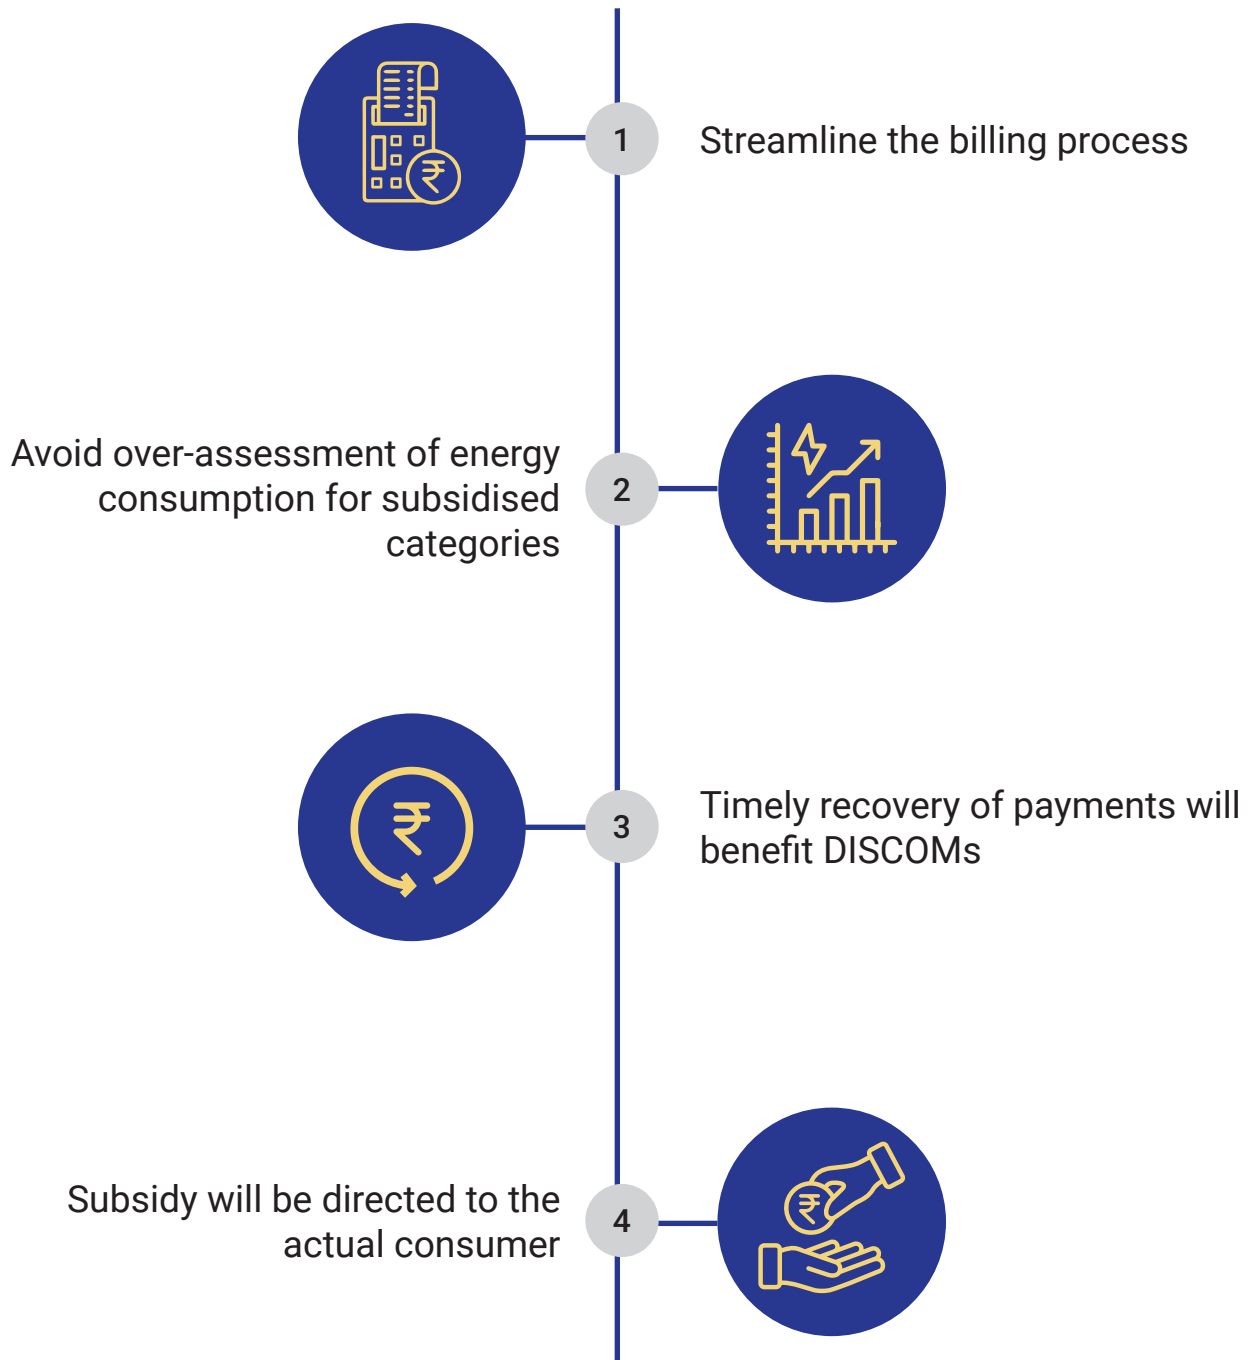 1
Streamline the billing process
Avoid over-assessment of energy
consumption for subsidised
categories
2
₹
3
Timely recovery of payments will
benefit DISCOMs
Subsidy will be directed to the
actual consumer
4
₹
₹